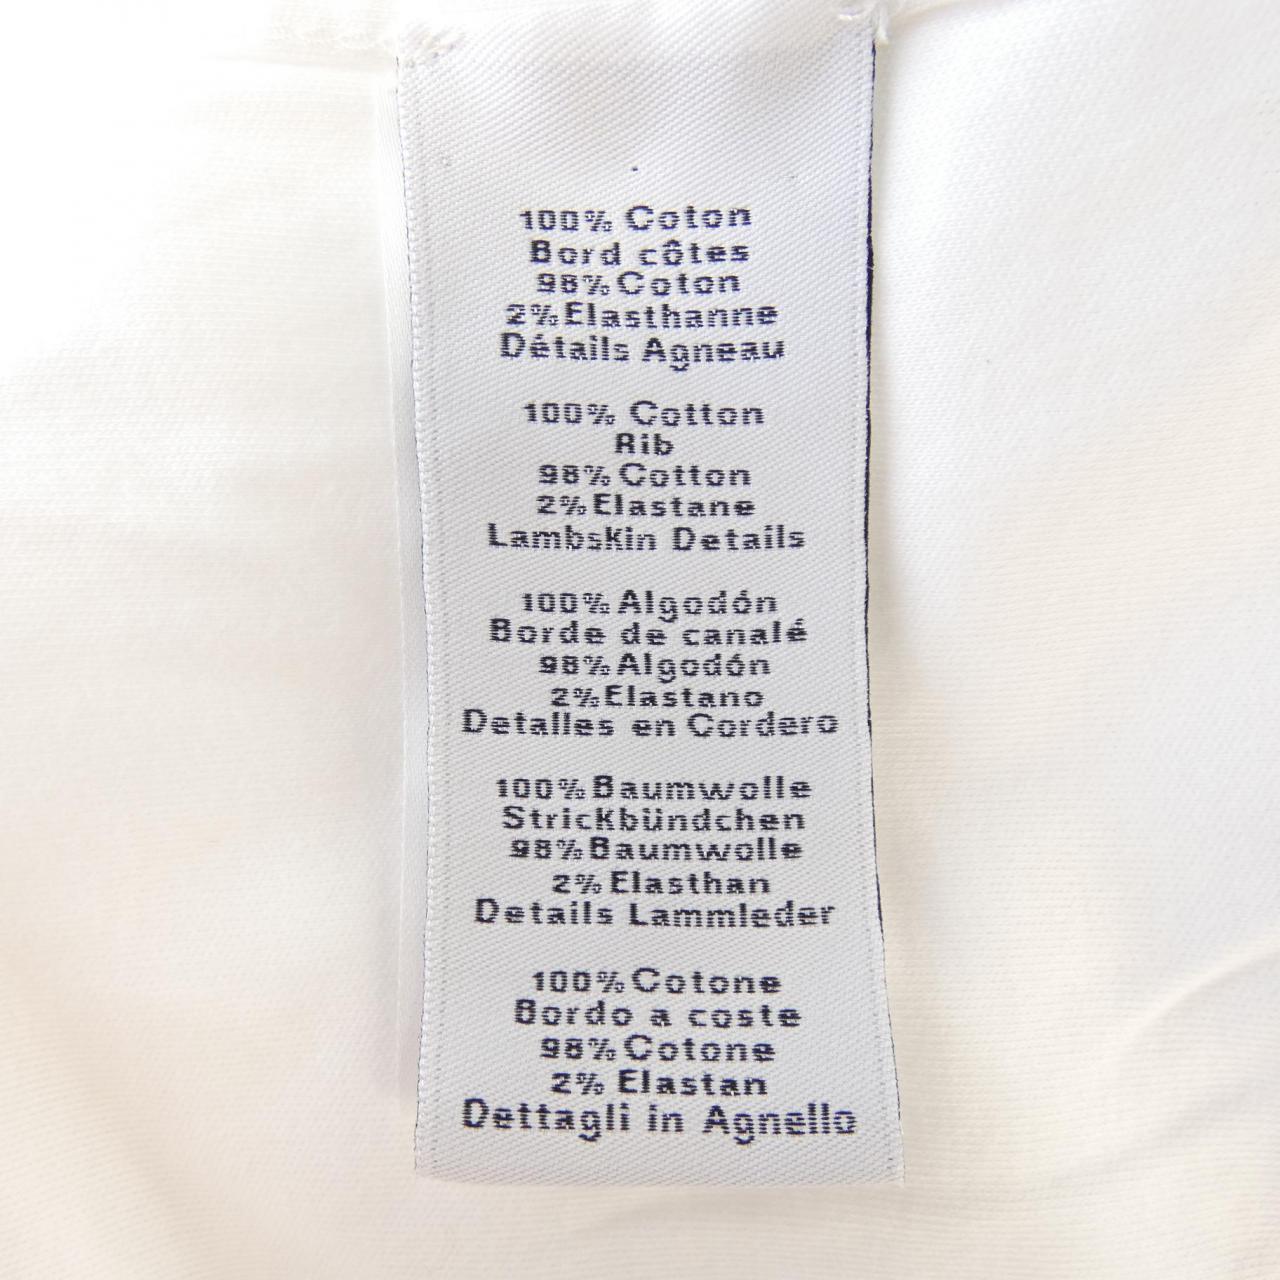 100% Coton
Bord côtes
98% Coton
2% Elasthanne
Détails Agneau
100% Cotton
Rib
98% Cotton
2% Elastane
Lambskin Details
100% Algodón
Borde de canalé
98% Algodón
2% Elastano
Detalles en Cordero
100% Baumwolle
Strickbündchen
98% Baumwolle
2% Elasthan
Details Lammleder
100% Cotone
Bordo a coste
98% Cotone
2% Elastan
Dettagli in Agnello